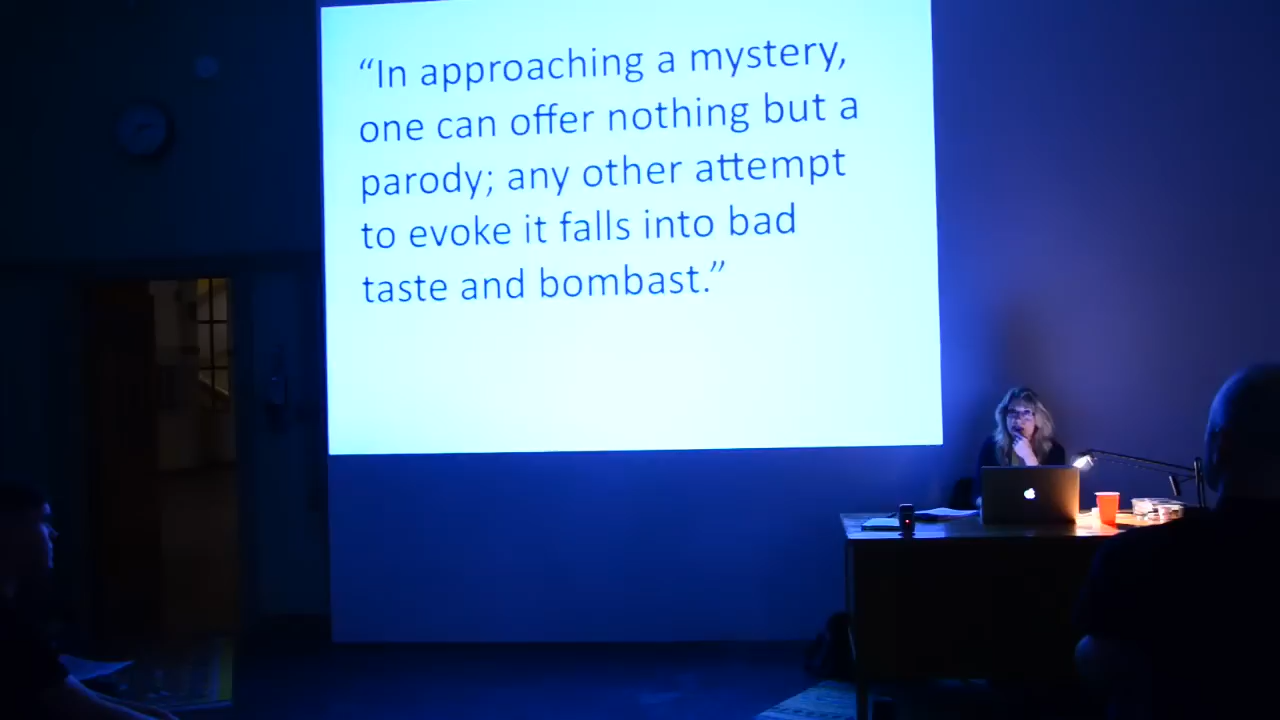 “In approaching a mystery,
one can offer nothing but a
parody; any other attempt
to evoke it falls into bad
taste and bombast.”